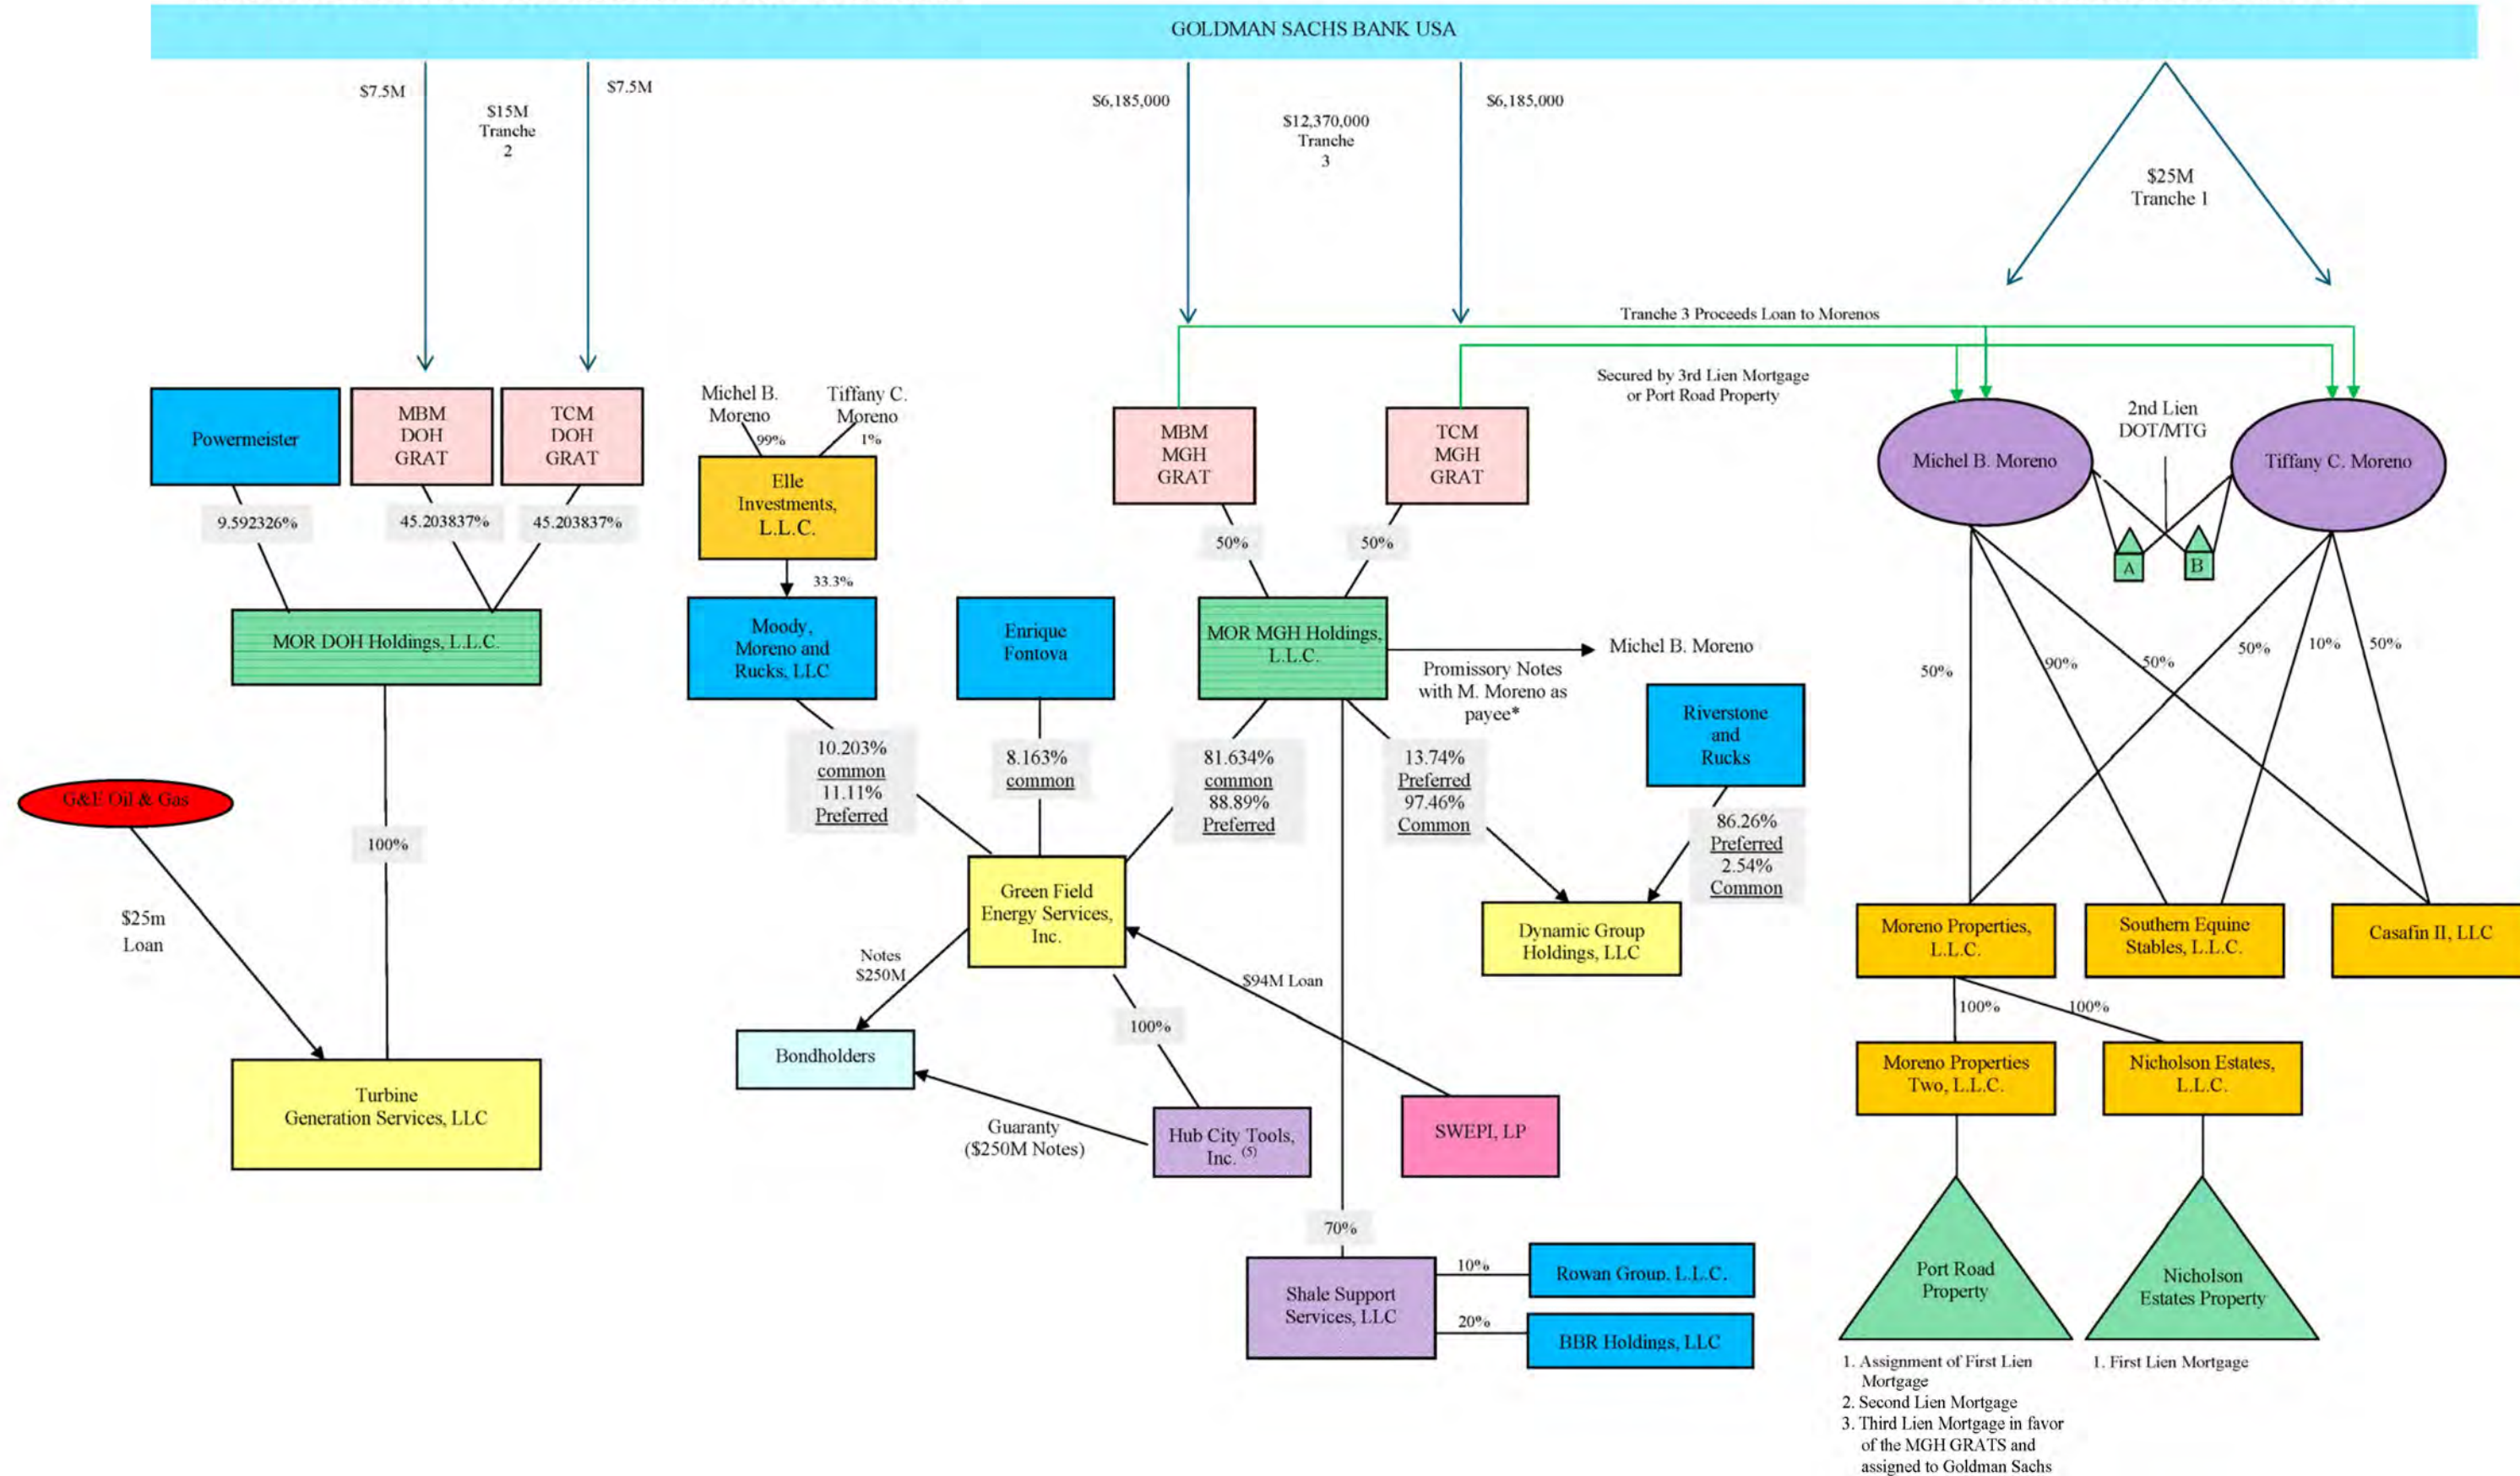 GOLDMAN SACHS BANK USA
$7.5M
$15M
Tranche
2
$7.5M
$6,185,000
$12,370,000
Tranche
3
$6,185,000
$25M
Tranche 1
Tranche 3 Proceeds Loan to Morenos
Secured by 3rd Lien Mortgage
or Port Road Property
Powermeister
MBM
DOH
GRAT
TCM
DOH
GRAT
9.592326%
45.203837%
45.203837%
MOR DOH Holdings, L.L.C.
G&E Oil & Gas
$25m
Loan
100%
Turbine
Generation Services, LLC
Michel B.
Moreno
99%
Tiffany C.
Moreno
1%
Elle
Investments,
L.L.C.
33.3%
Moody,
Moreno and
Rucks, LLC
Enrique
Fontova
MBM
MGH
GRAT
TCM
MGH
GRAT
50%
50%
MOR MGH Holdings,
L.L.C.
Michel B. Moreno
Promissory Notes
with M. Moreno as
payee*
Riverstone
and
Rucks
10.203%
common
11.11%
Preferred
8.163%
common
81.634%
common
88.89%
Preferred
13.74%
Preferred
97.46%
Common
86.26%
Preferred
2.54%
Common
Green Field
Energy Services,
Inc.
Dynamic Group
Holdings, LLC
Notes
$250M
$94M Loan
100%
Bondholders
Guaranty
($250M Notes)
Hub City Tools,
Inc. (5)
SWEPI, LP
70%
Shale Support
Services, LLC
10%
Rowan Group, L.L.C.
20%
BBR Holdings, LLC
Michel B. Moreno
2nd Lien
DOT/MTG
Tiffany C. Moreno
A
B
50%
90%
50%
50%
10%
50%
Moreno Properties,
L.L.C.
Southern Equine
Stables, L.L.C.
Casafin II, LLC
100%
100%
Moreno Properties
Two, L.L.C.
Nicholson Estates,
L.L.C.
Port Road
Property
Nicholson
Estates Property
1. Assignment of First Lien
Mortgage
2. Second Lien Mortgage
3. Third Lien Mortgage in favor
of the MGH GRATS and
assigned to Goldman Sachs
1. First Lien Mortgage